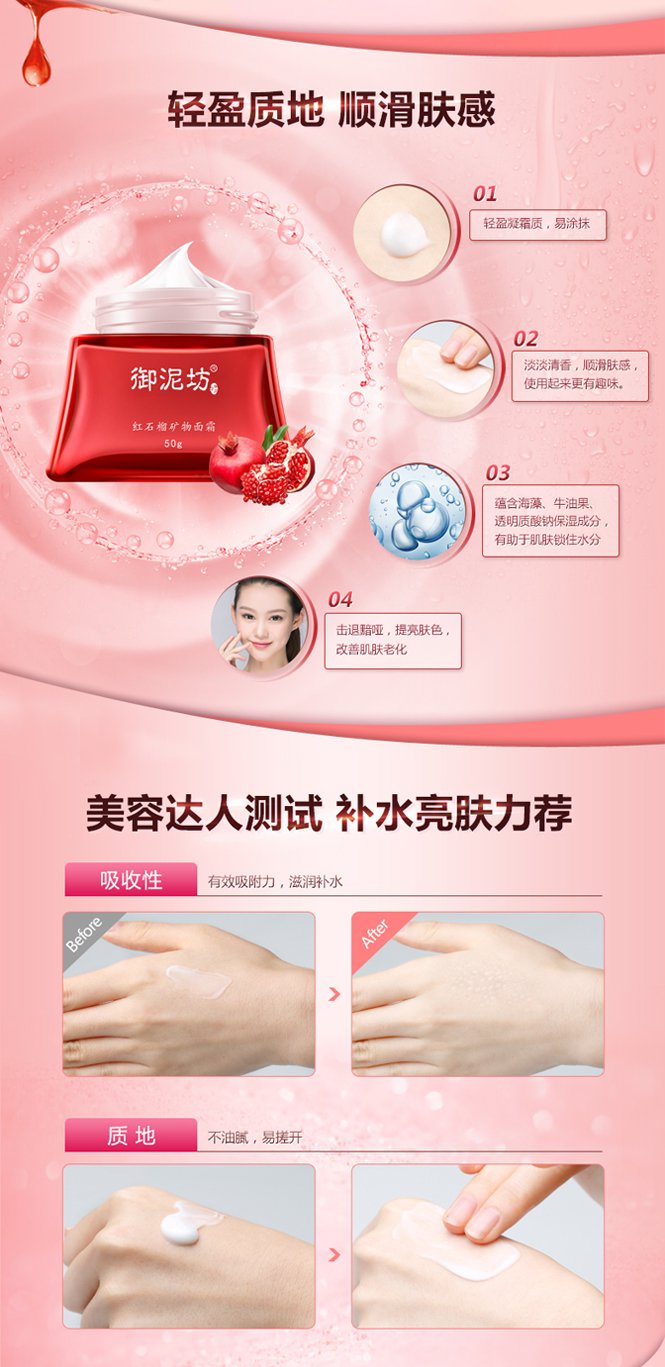 轻盈质地 顺滑肤感
01
轻盈凝霜质，易涂抹
御泥坊®
红石榴矿物面霜
50g
02
淡淡清香，顺滑肤感，
使用起来更有趣味。
03
蕴含海藻、牛油果、
透明质酸钠保湿成分，
有助于肌肤锁住水分
04
击退黯哑，提亮肤色，
改善肌肤老化
美容达人测试 补水亮肤力荐
吸收性 有效吸附力，滋润补水
Before
After
质地 不油腻，易搓开